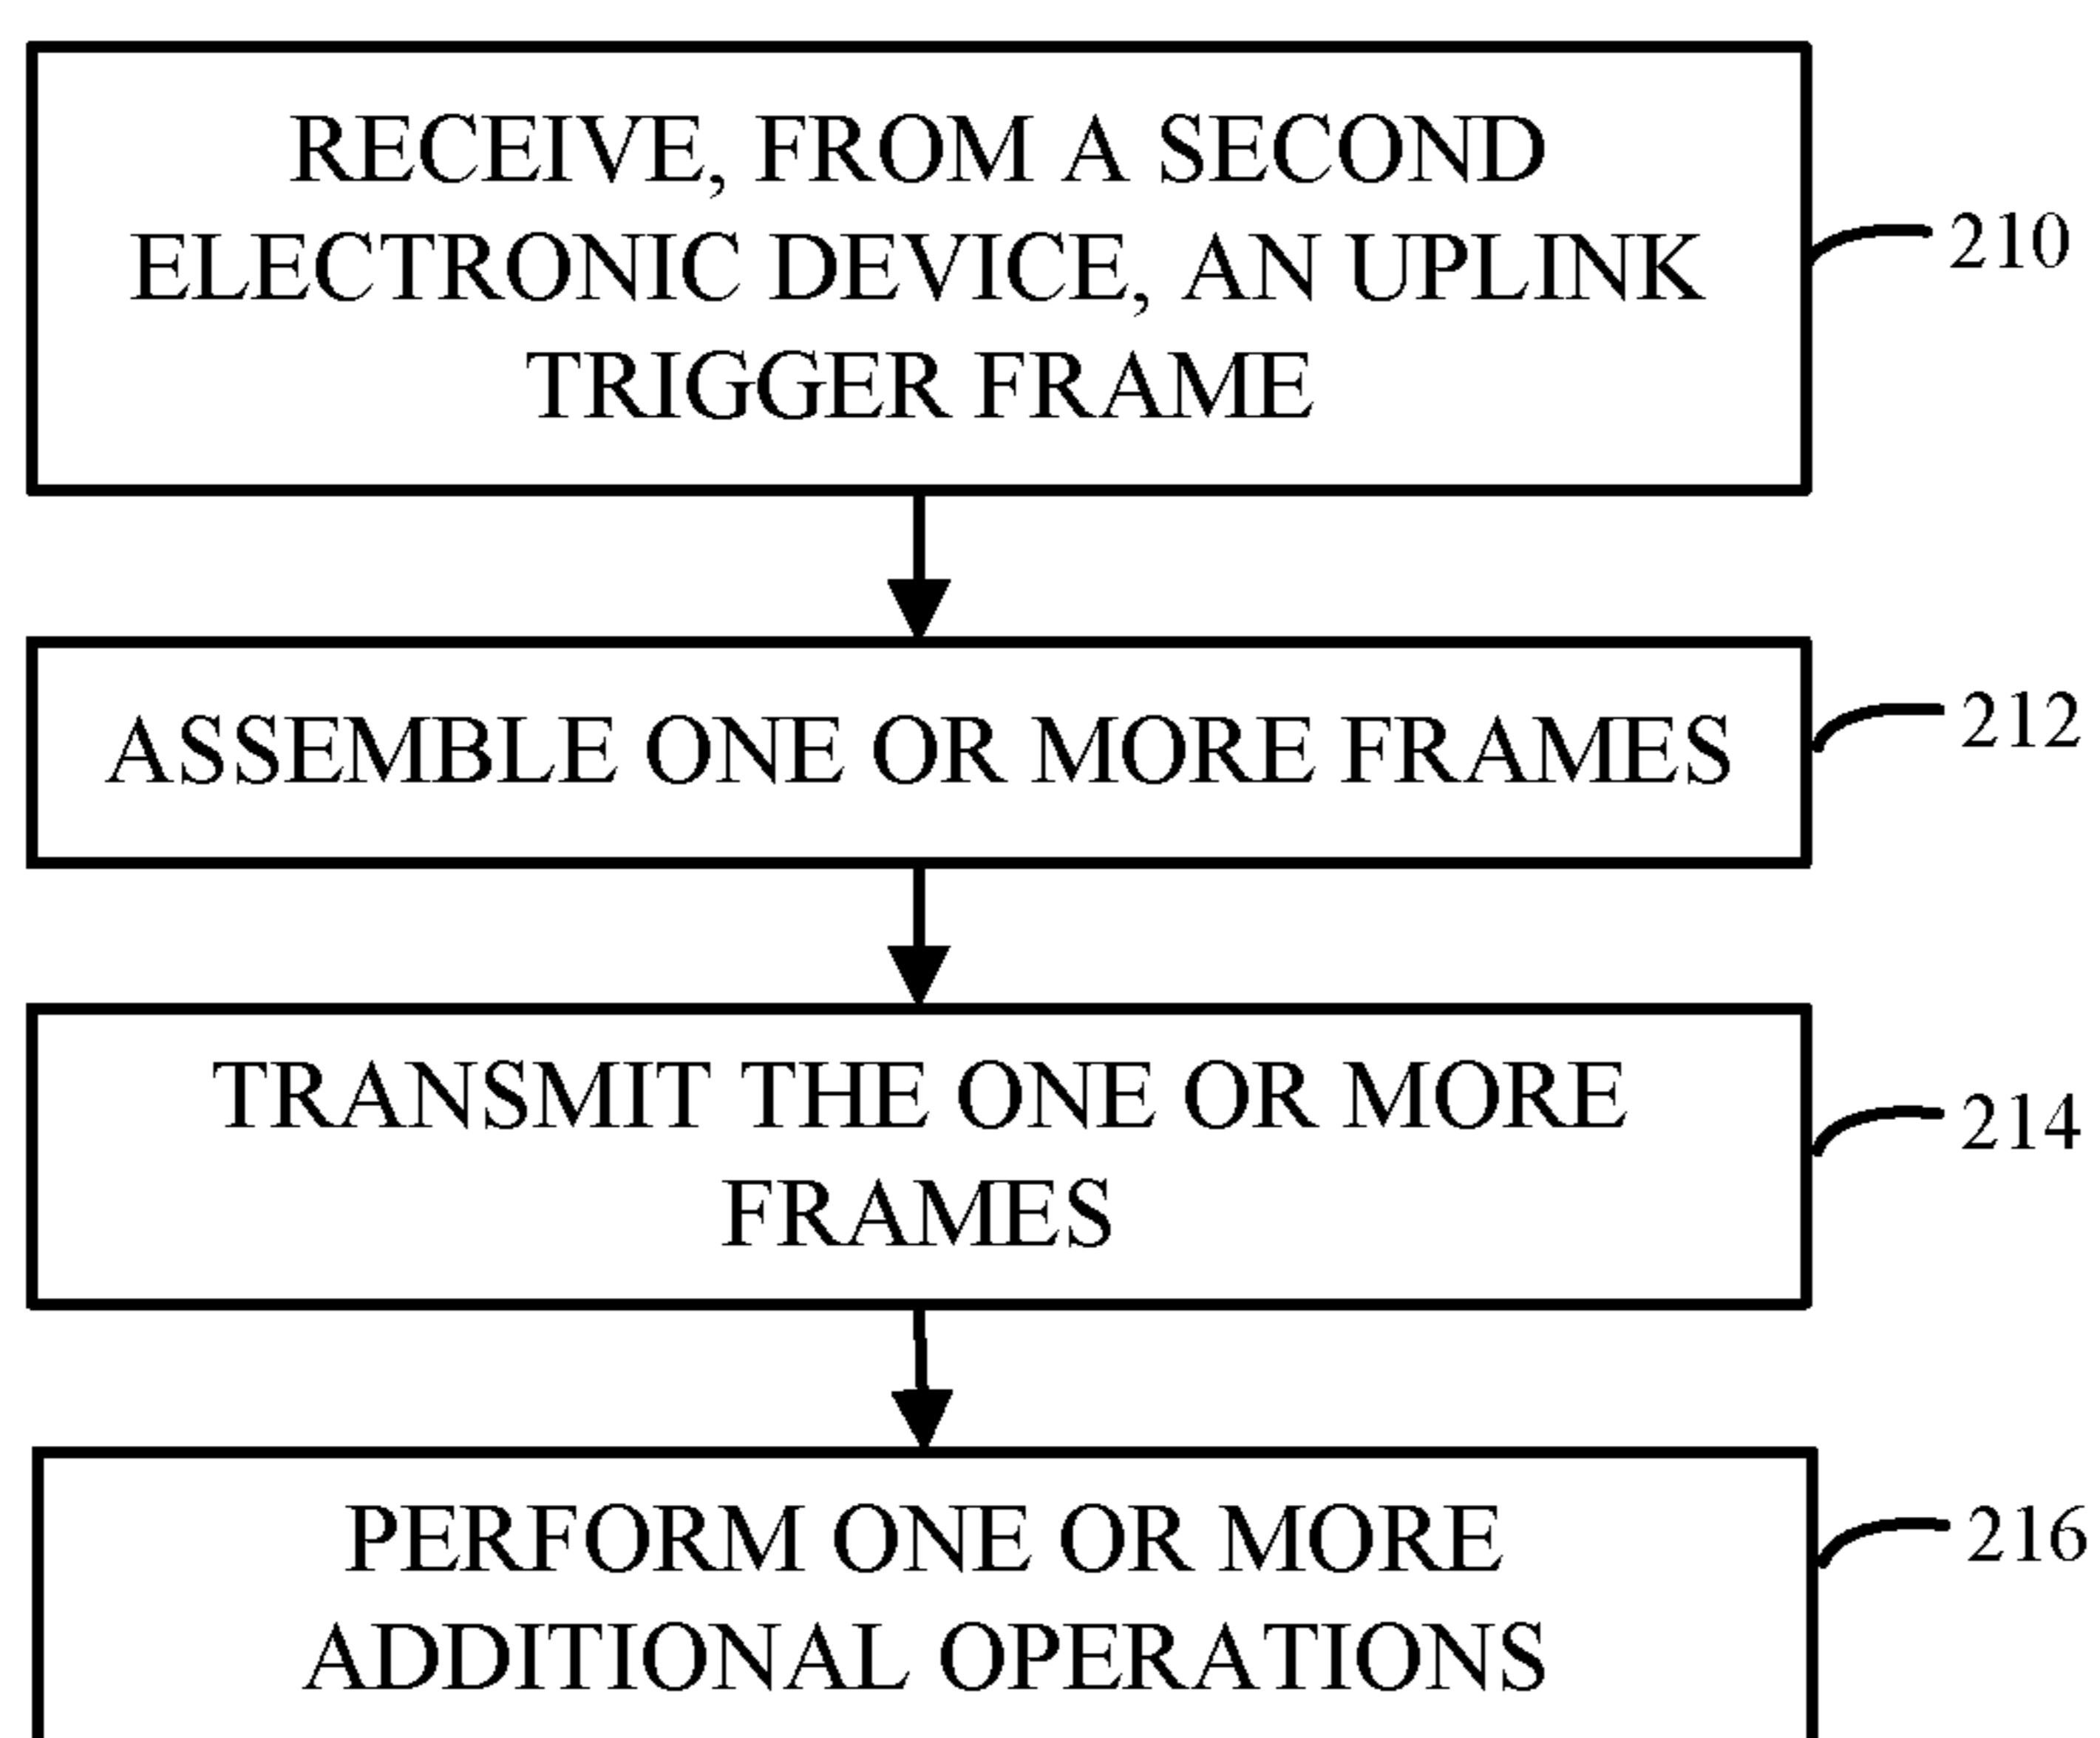 RECEIVE, FROM A SECOND
ELECTRONIC DEVICE, AN UPLINK
TRIGGER FRAME
210
ASSEMBLE ONE OR MORE FRAMES
212
TRANSMIT THE ONE OR MORE
FRAMES
214
PERFORM ONE OR MORE
ADDITIONAL OPERATIONS
216